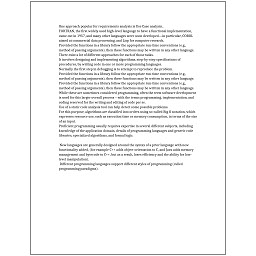 One approach popular for requirements analysis is Use Case analysis.
FORTRAN, the first widely used high-level language to have a functional implementation,
came out in 1957, and many other languages were soon developed—in particular, COBOL
aimed at commercial data processing, and Lisp for computer research.
Provided the functions in a library follow the appropriate run-time conventions (e.g.,
method of passing arguments), then these functions may be written in any other language.
There exist a lot of different approaches for each of those tasks.
It involves designing and implementing algorithms, step-by-step specifications of
procedures, by writing code in one or more programming languages.
Normally the first step in debugging is to attempt to reproduce the problem.
Provided the functions in a library follow the appropriate run-time conventions (e.g.,
method of passing arguments), then these functions may be written in any other language.
Provided the functions in a library follow the appropriate run-time conventions (e.g.,
method of passing arguments), then these functions may be written in any other language.
While these are sometimes considered programming, often the term software development
is used for this larger overall process – with the terms programming, implementation, and
coding reserved for the writing and editing of code per se.
Use of a static code analysis tool can help detect some possible problems.
For this purpose, algorithms are classified into orders using so-called Big O notation, which
expresses resource use, such as execution time or memory consumption, in terms of the size
of an input.
Proficient programming usually requires expertise in several different subjects, including
knowledge of the application domain, details of programming languages and generic code
libraries, specialized algorithms, and formal logic.
New languages are generally designed around the syntax of a prior language with new
functionality added, (for example C++ adds object-orientation to C, and Java adds memory
management and bytecode to C++, but as a result, loses efficiency and the ability for low-
level manipulation).
Different programming languages support different styles of programming (called
programming paradigms).